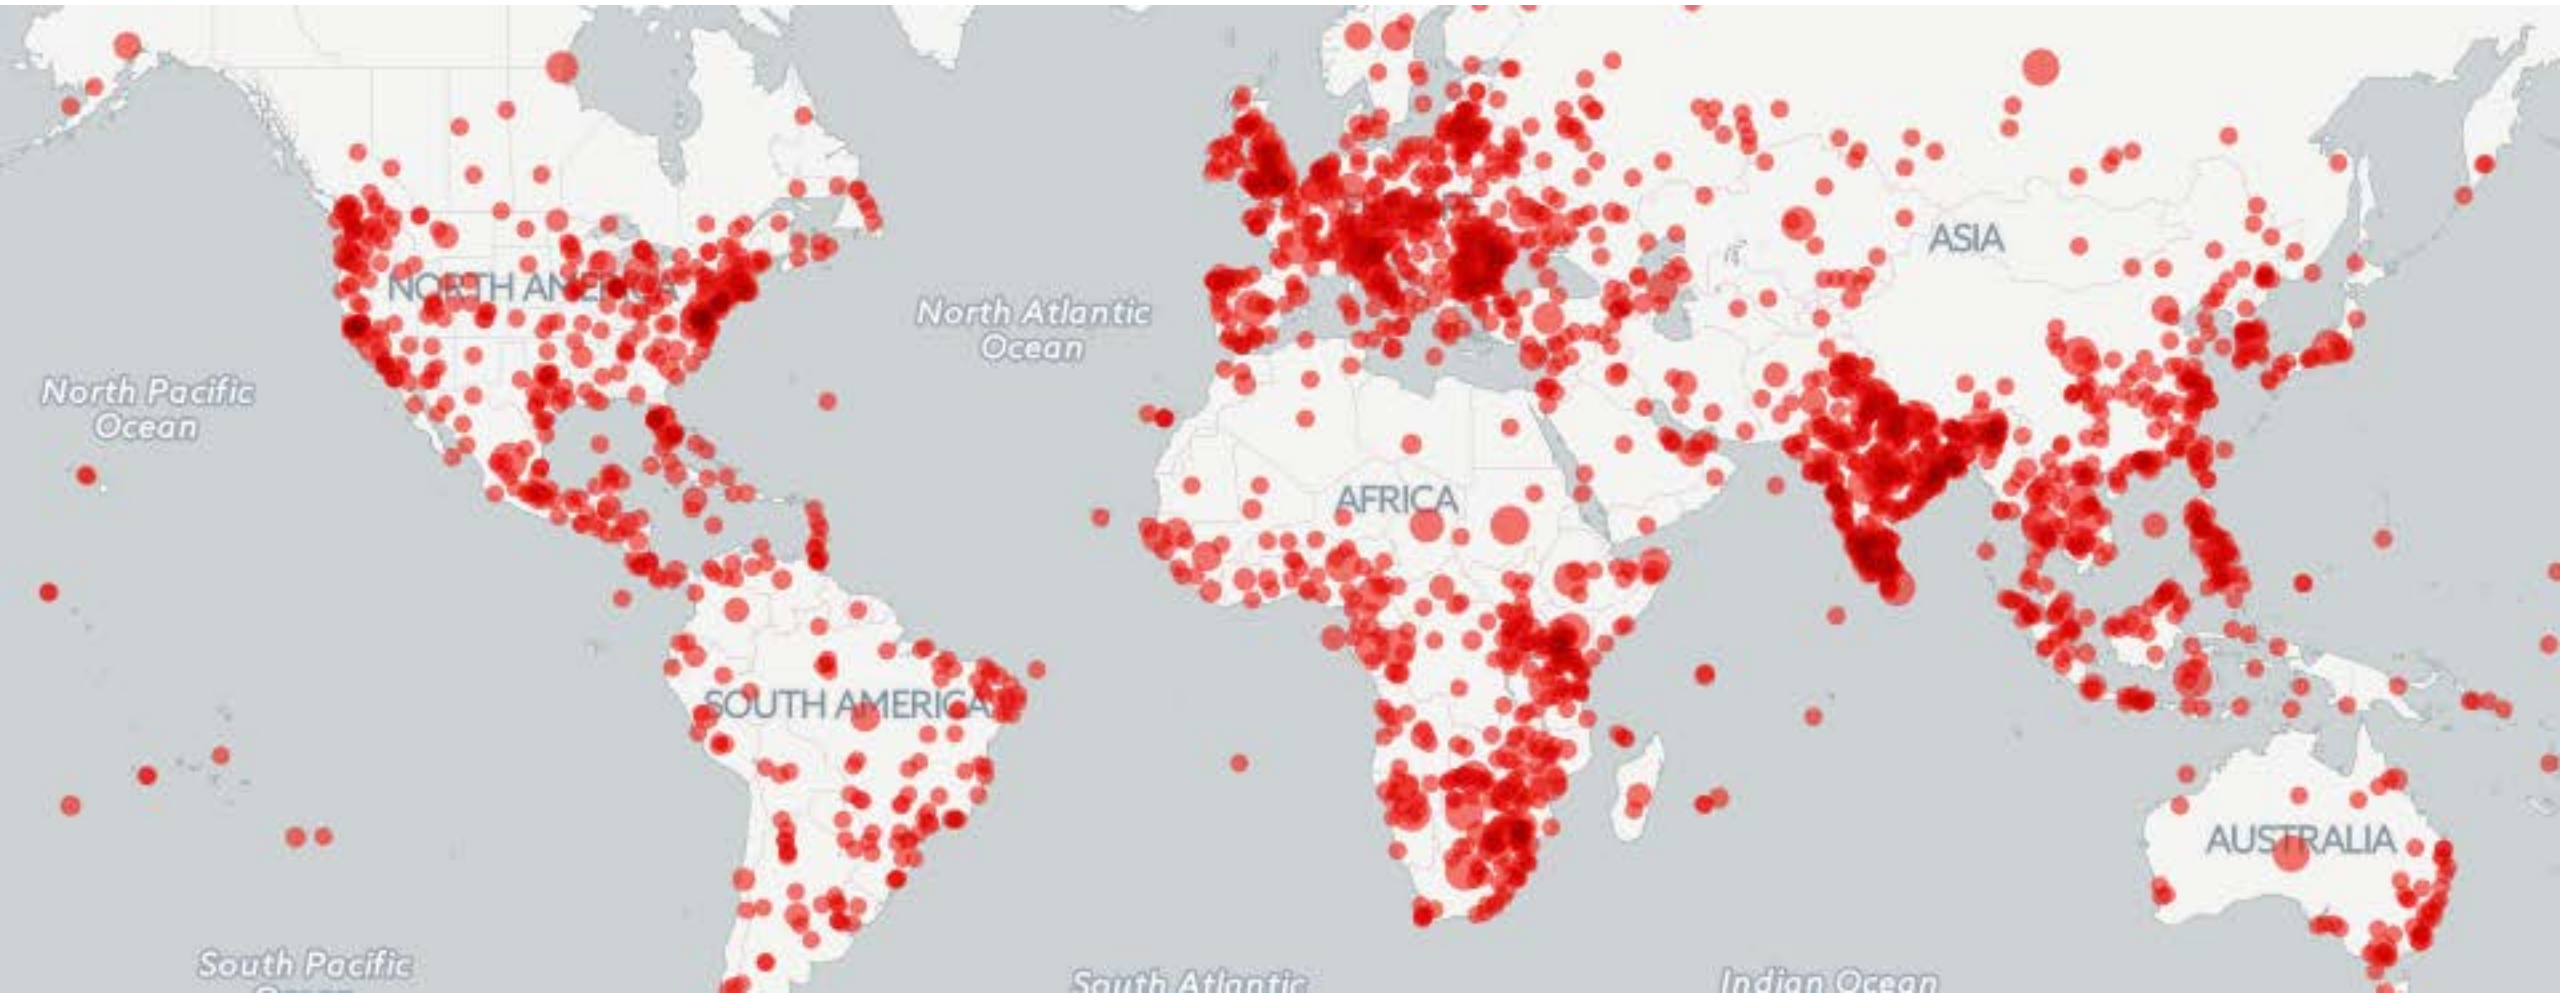 ASIA
NORTH AMERICA
North Atlantic
Ocean
North Pacific
Ocean
AFRICA
SOUTH AMERICA
AUSTRALIA
South Pacific
Ocean
South Atlantic
Indian Ocean